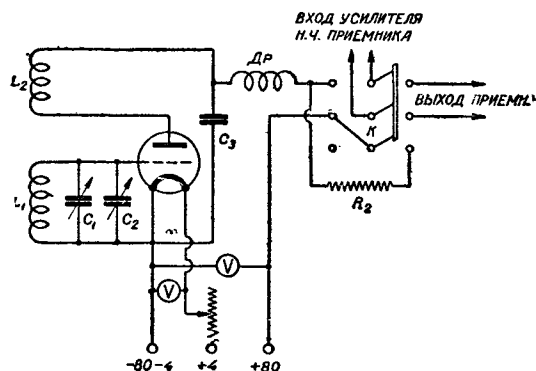 ВХОД УСИЛИТЕЛЯ
Н.Ч. ПРИЕМНИКА
Др
L₂
C₃
ВЫХОД ПРИЕМН.Ч
К
R₂
L₁
C₁
C₂
V
V
-80-4
+4
+80